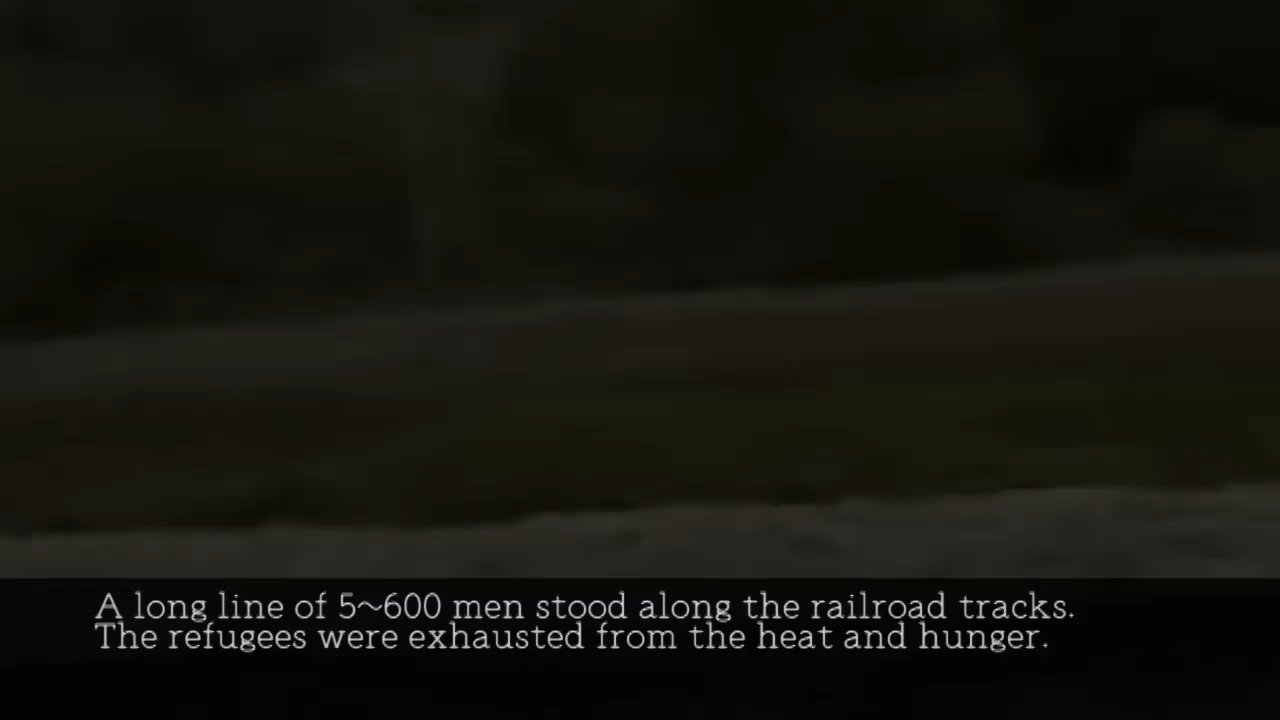 A long line of 5~600 men stood along the railroad tracks.
The refugees were exhausted from the heat and hunger.